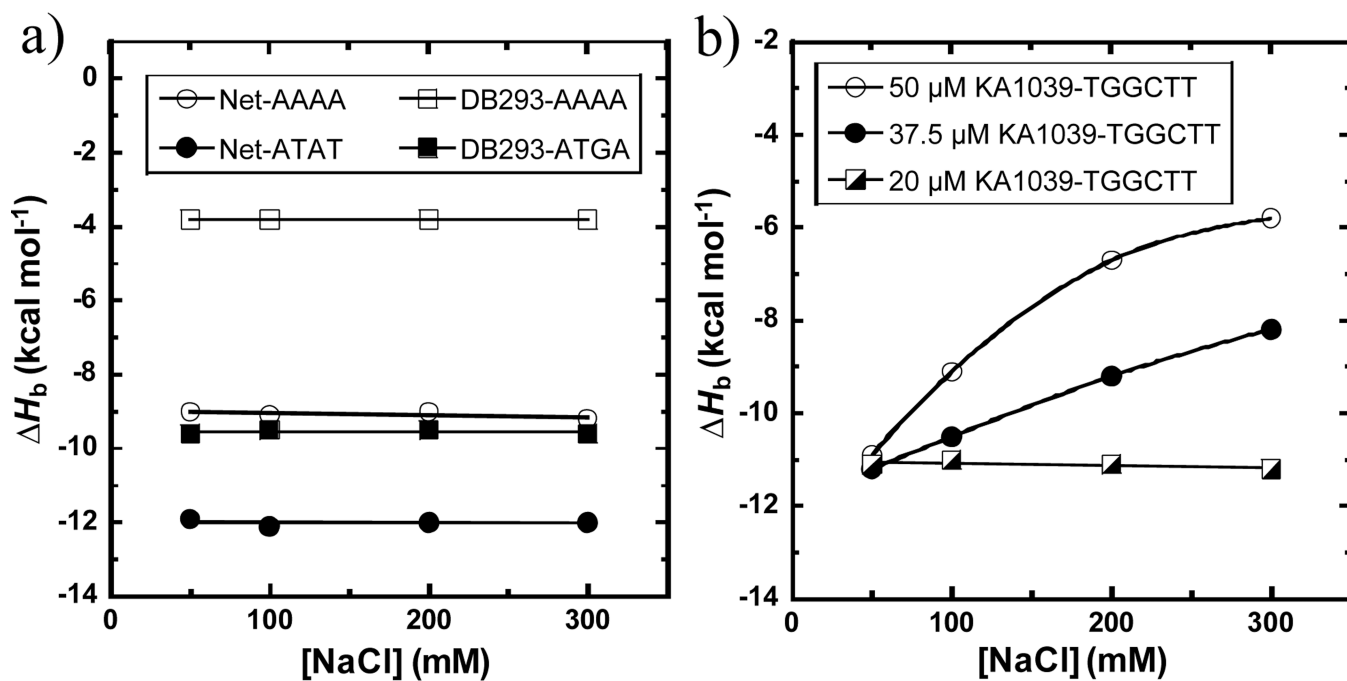 a)
ΔH_b (kcal mol⁻¹)
0
-2
-4
-6
-8
-10
-12
-14
Net-AAAA DB293-AAAA
Net-ATAT DB293-ATGA
0 100 200 300
[NaCl] (mM)
b)
ΔH_b (kcal mol⁻¹)
-2
-4
-6
-8
-10
-12
-14
50 µM KA1039-TGGCTT
37.5 µM KA1039-TGGCTT
20 µM KA1039-TGGCTT
0 100 200 300
[NaCl] (mM)